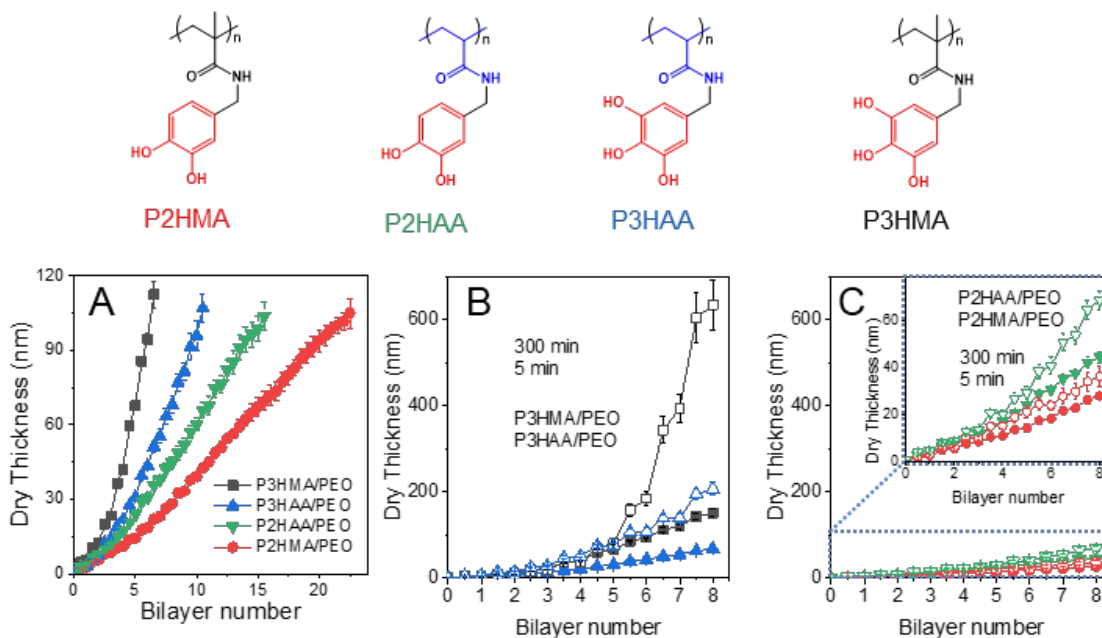 ( )n
( )n
( )n
( )n
O
NH
O
NH
O
NH
O
NH
HO
OH
HO
OH
HO
HO
OH
HO
HO
OH
P2HMA
P2HAA
P3HAA
P3HMA
A
Dry Thickness (nm)
120
90
60
30
0
P3HMA/PEO
P3HAA/PEO
P2HAA/PEO
P2HMA/PEO
0 5 10 15 20
Bilayer number
B
Dry Thickness (nm)
600
400
200
0
300 min
5 min
P3HMA/PEO
P3HAA/PEO
0 1 2 3 4 5 6 7 8
Bilayer number
C
Dry Thickness (nm)
600
400
200
0
Dry Thickness (nm)
60
40
20
0
P2HAA/PEO
P2HMA/PEO
300 min
5 min
0 2 4 6 8
Bilayer number
0 1 2 3 4 5 6 7 8
Bilayer number